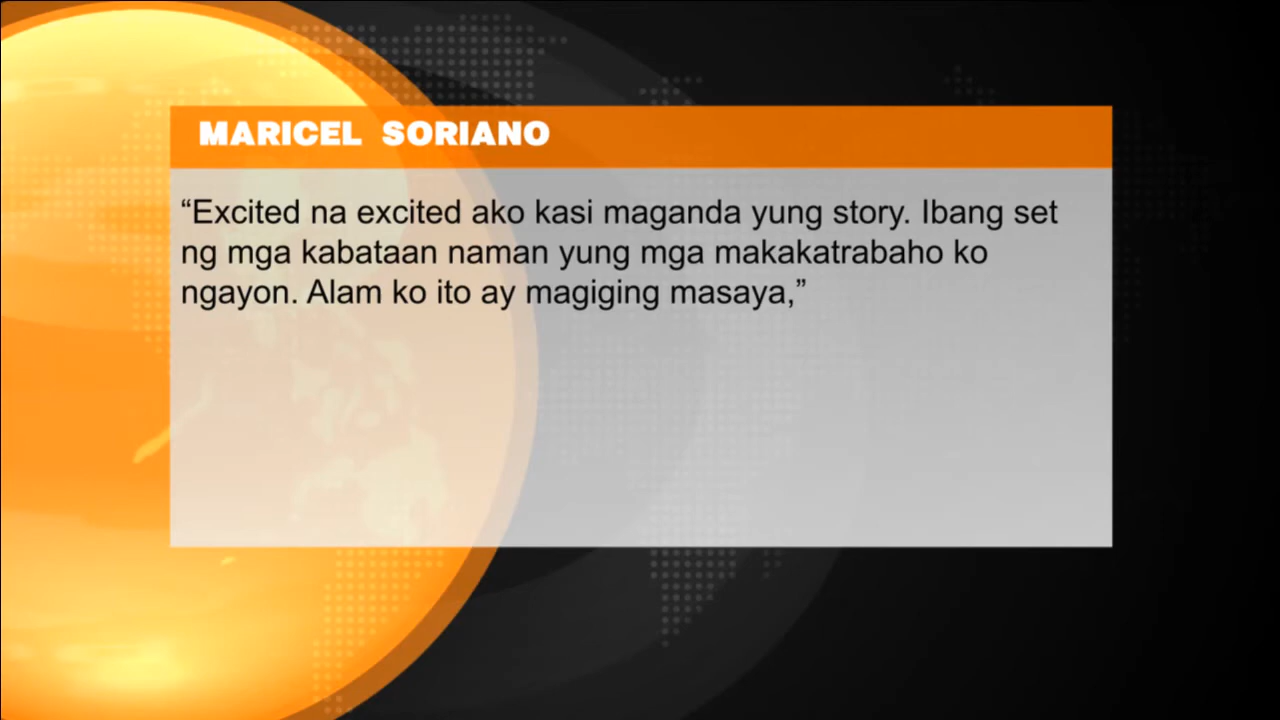 MARICEL SORIANO
“Excited na excited ako kasi maganda yung story. Ibang set
ng mga kabataan naman yung mga makakatrabaho ko
ngayon. Alam ko ito ay magiging masaya,”